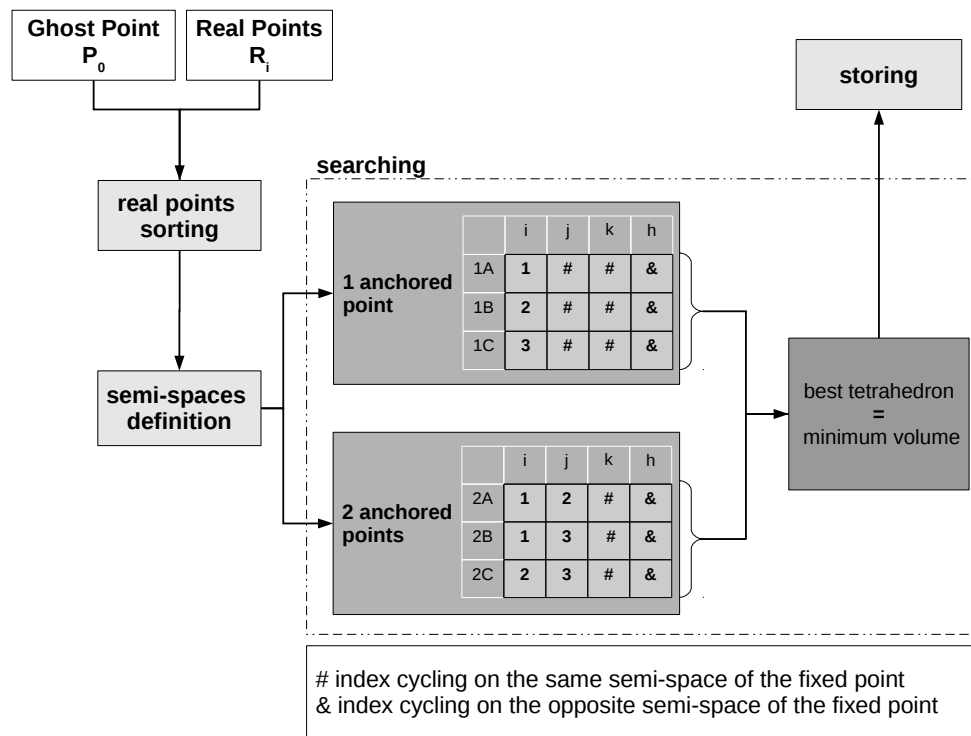 Ghost Point
P0
Real Points
Ri
storing
searching
real points
sorting
semi-spaces
definition
1 anchored
point
i j k h
1A 1 # # &
1B 2 # # &
1C 3 # # &
2 anchored
points
i j k h
2A 1 2 # &
2B 1 3 # &
2C 2 3 # &
best tetrahedron
=
minimum volume
# index cycling on the same semi-space of the fixed point
& index cycling on the opposite semi-space of the fixed point